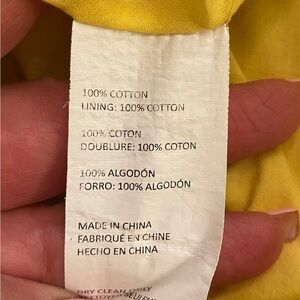 100% COTTON
LINING: 100% COTTON
100% COTON
DOUBLURE: 100% COTON
100% ALGODÓN
FORRO: 100% ALGODÓN
MADE IN CHINA
FABRIQUÉ EN CHINE
HECHO EN CHINA
DRY CLEAN ONLY